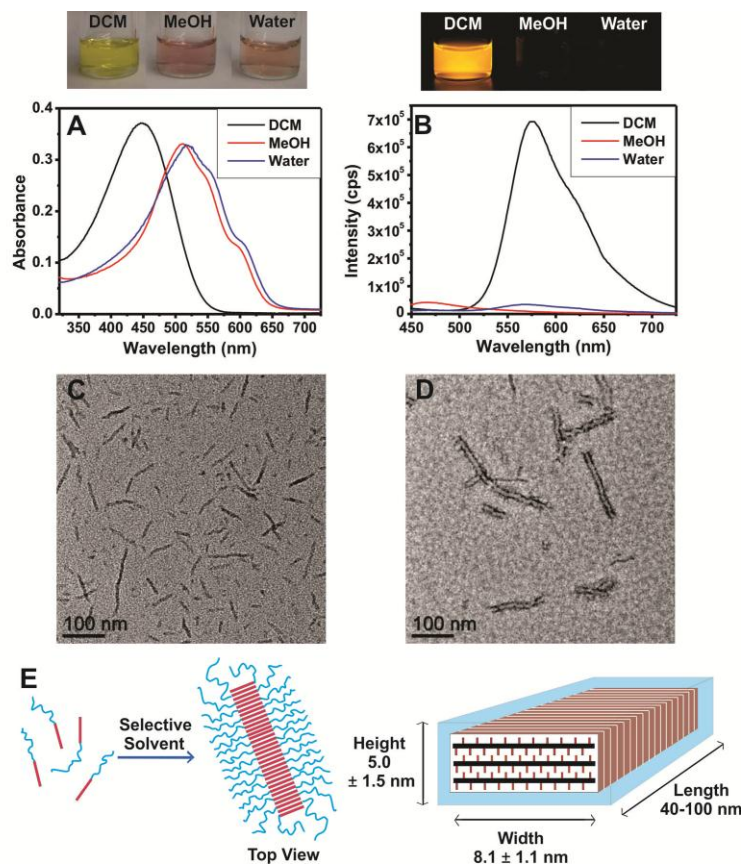 DCM MeOH Water
DCM MeOH Water
A
DCM
MeOH
Water
Absorbance
0.4
0.3
0.2
0.1
0.0
350 400 450 500 550 600 650 700
Wavelength (nm)
B
DCM
MeOH
Water
Intensity (cps)
7x10⁵
6x10⁵
5x10⁵
4x10⁵
3x10⁵
2x10⁵
1x10⁵
0
450 500 550 600 650 700
Wavelength (nm)
C
100 nm
D
100 nm
E
Selective
Solvent
Top View
Height
5.0
± 1.5 nm
Width
8.1 ± 1.1 nm
Length
40-100 nm